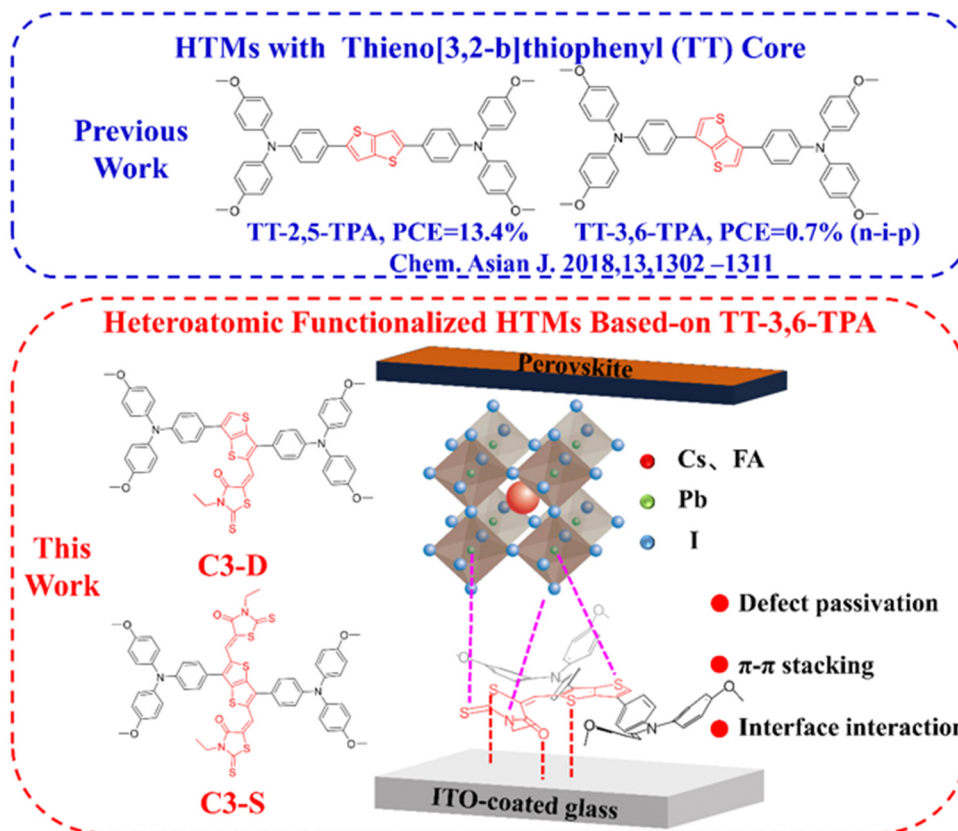 HTMs with Thieno[3,2-b]thiophenyl (TT) Core
Previous
Work
TT-2,5-TPA, PCE=13.4%
TT-3,6-TPA, PCE=0.7% (n-i-p)
Chem. Asian J. 2018,13,1302 –1311
Heteroatomic Functionalized HTMs Based-on TT-3,6-TPA
This
Work
C3-D
C3-S
Perovskite
Cs、FA
Pb
I
Defect passivation
π-π stacking
Interface interaction
ITO-coated glass